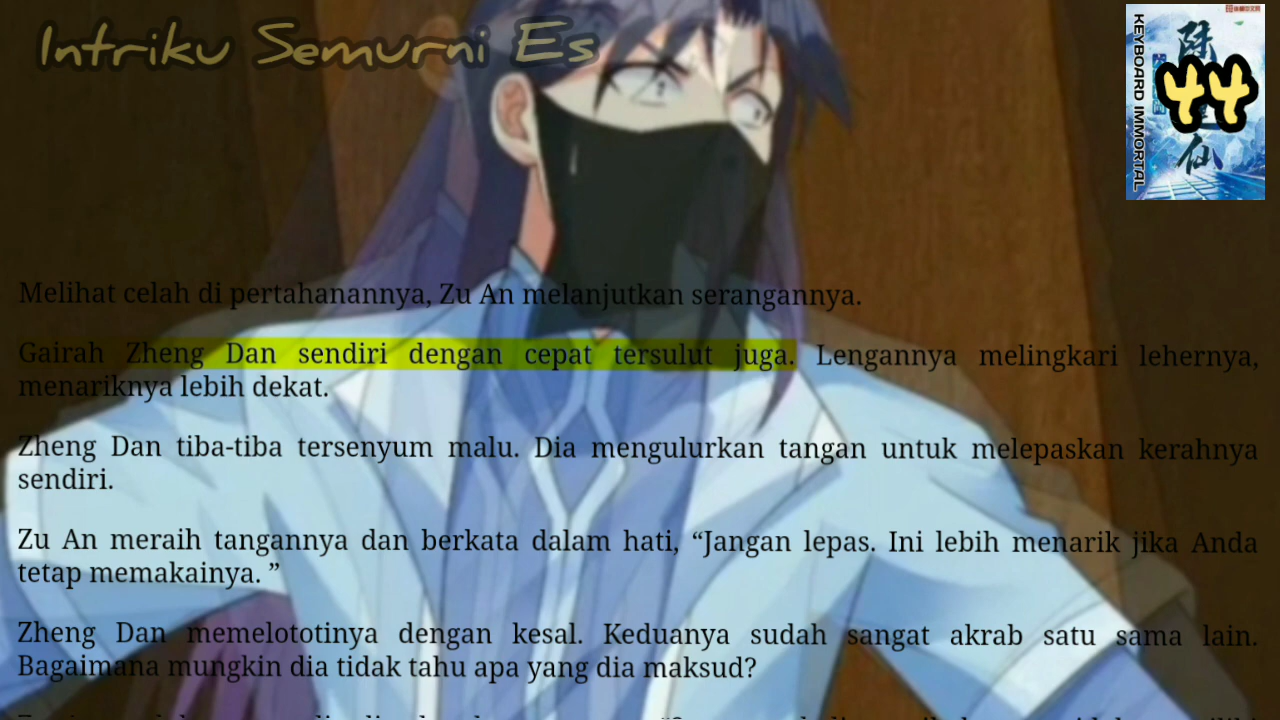 Intriku Semurni Es
KEYBOARD IMMORTAL
44
仙
Melihat celah di pertahanannya, Zu An melanjutkan serangannya.
Gairah Zheng Dan sendiri dengan cepat tersulut juga. Lengannya melingkari lehernya,
menariknya lebih dekat.
Zheng Dan tiba-tiba tersenyum malu. Dia mengulurkan tangan untuk melepaskan kerahnya
sendiri.
Zu An meraih tangannya dan berkata dalam hati, “Jangan lepas. Ini lebih menarik jika Anda
tetap memakainya. ”
Zheng Dan memelototinya dengan kesal. Keduanya sudah sangat akrab satu sama lain.
Bagaimana mungkin dia tidak tahu apa yang dia maksud?